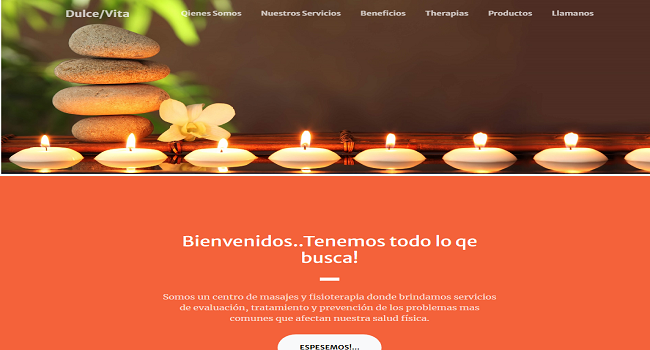 Dulce/Vita Qienes Somos Nuestros Servicios Beneficios Therapias Productos Llamanos
Bienvenidos..Tenemos todo lo qe
busca!
Somos un centro de masajes y fisioterapia donde brindamos servicios
de evaluación, tratamiento y prevención de los problemas mas
comunes que afectan nuestra salud física.
ESPESEMOS!...